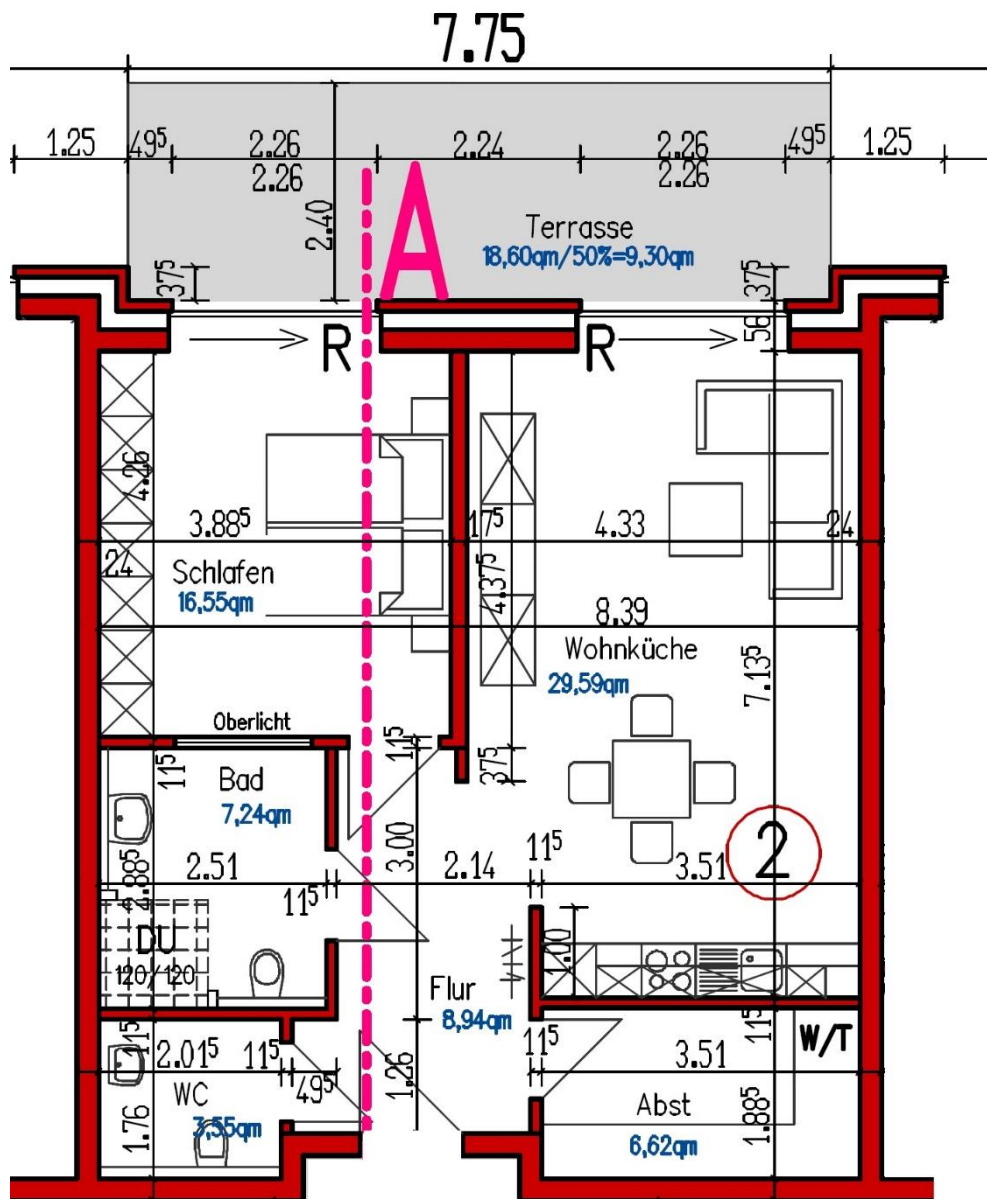 7.75
1.25 49⁵ 2.26 2.24 2.26 49⁵ 1.25
2.26 2.26
2.40
A
Terrasse
18,60qm/50%=9,30qm
37⁵ 37⁵
56
R R
4.26
3.88⁵ 17⁵ 4.33 24
24
Schlafen
16,55qm
4.37⁵
8.39
Wohnküche
29,59qm
7.13⁵
Oberlicht
11⁵ 11⁵ 37⁵
Bad
7,24qm
3.00
2
2.51 11⁵ 2.14 11⁵ 3.51
2.88⁵
DU
120/120
1.00
Flur
8,94qm
11⁵ 11⁵
W/T
2.01⁵ 11⁵ 49⁵ 1.26 11⁵ 3.51
WC
3,55qm
1.76
Abst
6,62qm
1.88⁵